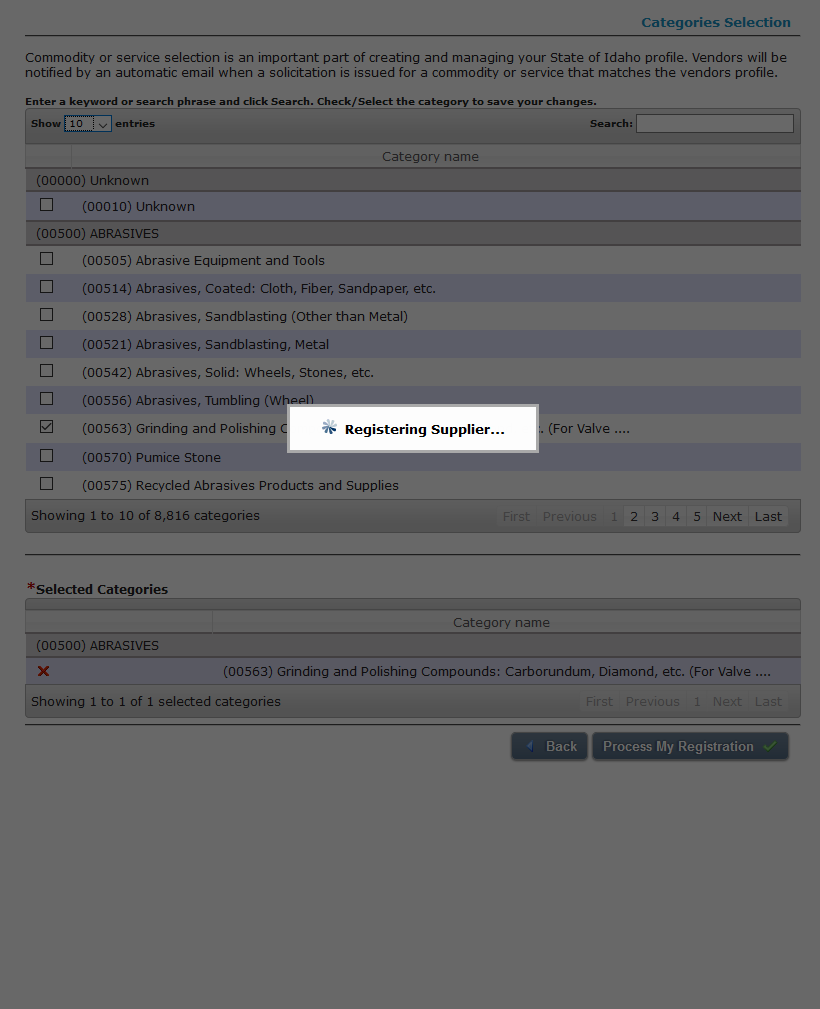 Categories Selection
Commodity or service selection is an important part of creating and managing your State of Idaho profile. Vendors will be
notified by an automatic email when a solicitation is issued for a commodity or service that matches the vendors profile.
Enter a keyword or search phrase and click Search. Check/Select the category to save your changes.
Show 10 entries Search:
Category name
(00000) Unknown
(00010) Unknown
(00500) ABRASIVES
(00505) Abrasive Equipment and Tools
(00514) Abrasives, Coated: Cloth, Fiber, Sandpaper, etc.
(00528) Abrasives, Sandblasting (Other than Metal)
(00521) Abrasives, Sandblasting, Metal
(00542) Abrasives, Solid: Wheels, Stones, etc.
(00556) Abrasives, Tumbling (Wheel)
(00563) Grinding and Polishing C . (For Valve ....
Registering Supplier...
(00570) Pumice Stone
(00575) Recycled Abrasives Products and Supplies
Showing 1 to 10 of 8,816 categories First Previous 1 2 3 4 5 Next Last
*Selected Categories
Category name
(00500) ABRASIVES
(00563) Grinding and Polishing Compounds: Carborundum, Diamond, etc. (For Valve ....
Showing 1 to 1 of 1 selected categories First Previous 1 Next Last
Back Process My Registration